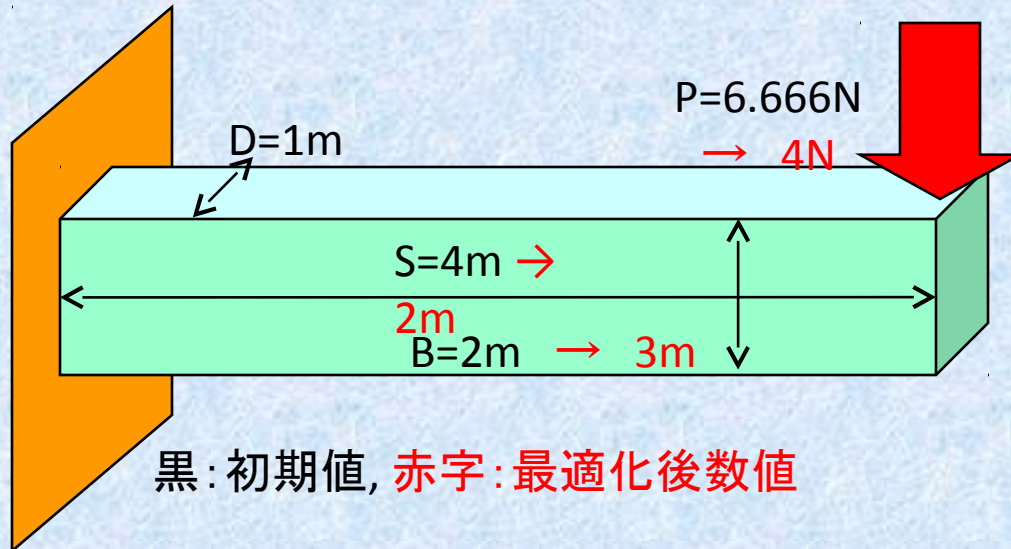 P=6.666N
→ 4N
D=1m
S=4m →
2m
B=2m → 3m
黒：初期値, 赤字：最適化後数値